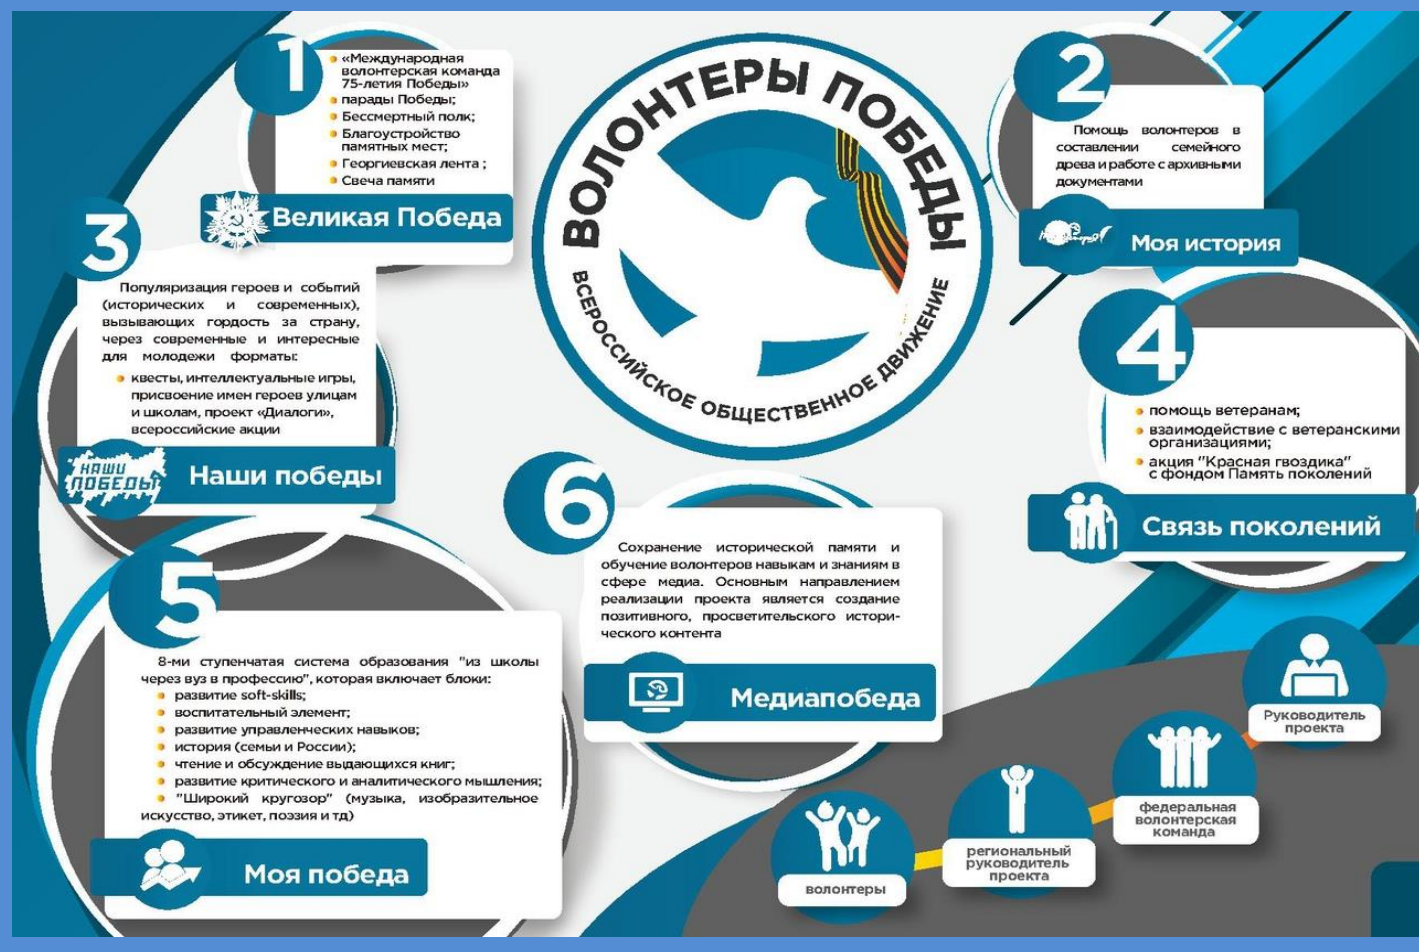 1
«Международная
волонтерская команда
75-летия Победы»
парады Победы;
Бессмертный полк;
Благоустройство
памятных мест;
Георгиевская лента ;
Свеча памяти
Великая Победа
ВОЛОНТЕРЫ ПОБЕДЫ
ВСЕРОССИЙСКОЕ ОБЩЕСТВЕННОЕ ДВИЖЕНИЕ
2
Помощь волонтеров в
составлении семейного
древа и работе с архивными
документами
Моя история
3
Популяризация героев и событий
(исторических и современных),
вызывающих гордость за страну,
через современные и интересные
для молодежи форматы:
квесты, интеллектуальные игры,
присвоение имен героев улицам
и школам, проект «Диалоги»,
всероссийские акции
НАШИ
ПОБЕДЫ
Наши победы
4
помощь ветеранам;
взаимодействие с ветеранскими
организациями;
акция "Красная гвоздика"
с фондом Память поколений
Связь поколений
5
8-ми ступенчатая система образования "из школы
через вуз в профессию", которая включает блоки:
развитие soft-skills;
воспитательный элемент;
развитие управленческих навыков;
история (семьи и России);
чтение и обсуждение выдающихся книг;
развитие критического и аналитического мышления;
"Широкий кругозор" (музыка, изобразительное
искусство, этикет, поэзия и тд)
Моя победа
6
Сохранение исторической памяти и
обучение волонтеров навыкам и знаниям в
сфере медиа. Основным направлением
реализации проекта является создание
позитивного, просветительского истори-
ческого контента
Медиапобеда
волонтеры
региональный
руководитель
проекта
федеральная
волонтерская
команда
Руководитель
проекта